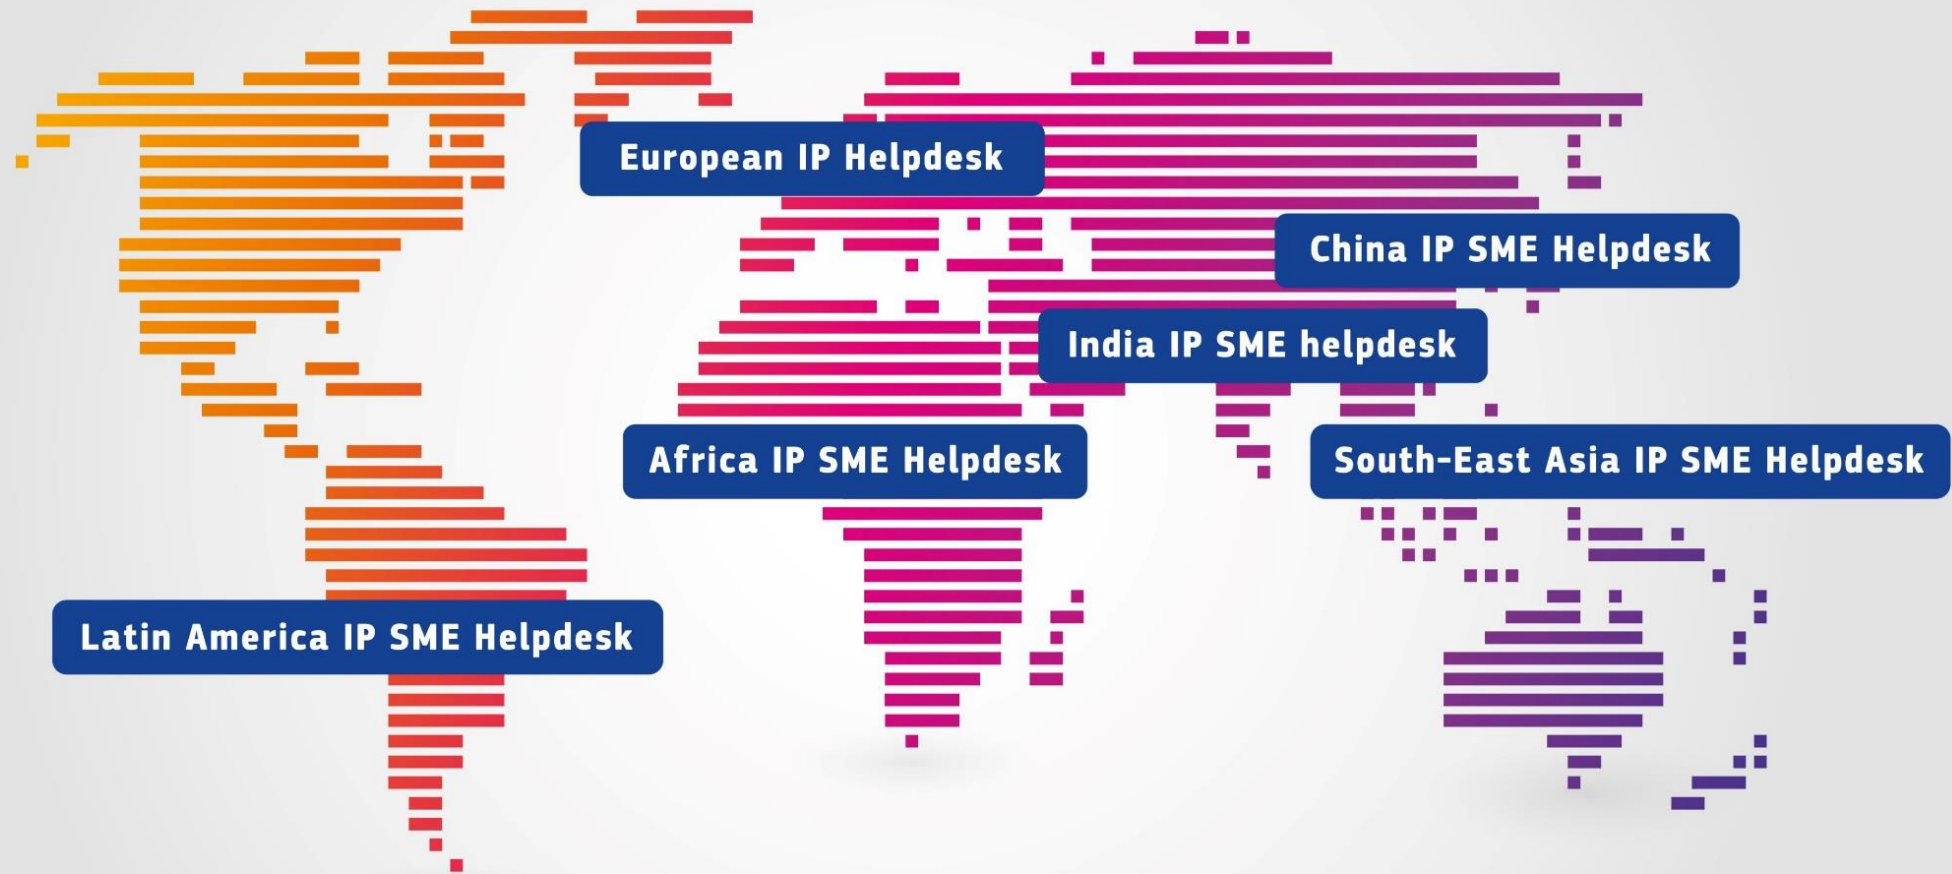 European IP Helpdesk
China IP SME Helpdesk
India IP SME helpdesk
Africa IP SME Helpdesk
South-East Asia IP SME Helpdesk
Latin America IP SME Helpdesk